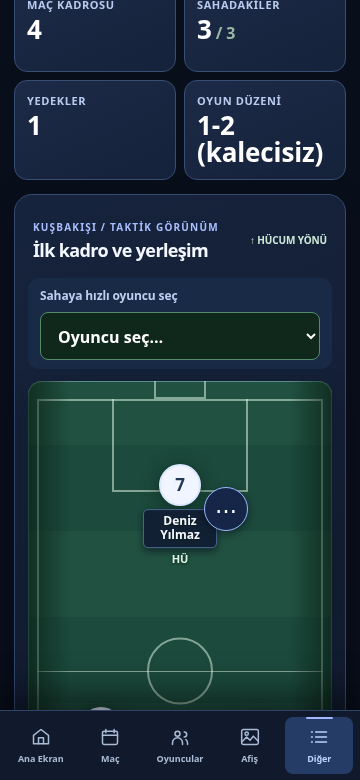 MAÇ KADROSU
4
SAHADAKİLER
3 / 3
YEDEKLER
1
OYUN DÜZENİ
1-2
(kalecisiz)
KUŞBAKIŞI / TAKTİK GÖRÜNÜM
İlk kadro ve yerleşim
↑ HÜCUM YÖNÜ
Sahaya hızlı oyuncu seç
Oyuncu seç...
7
...
Deniz
Yılmaz
HÜ
Ana Ekran
Maç
Oyuncular
Afiş
Diğer